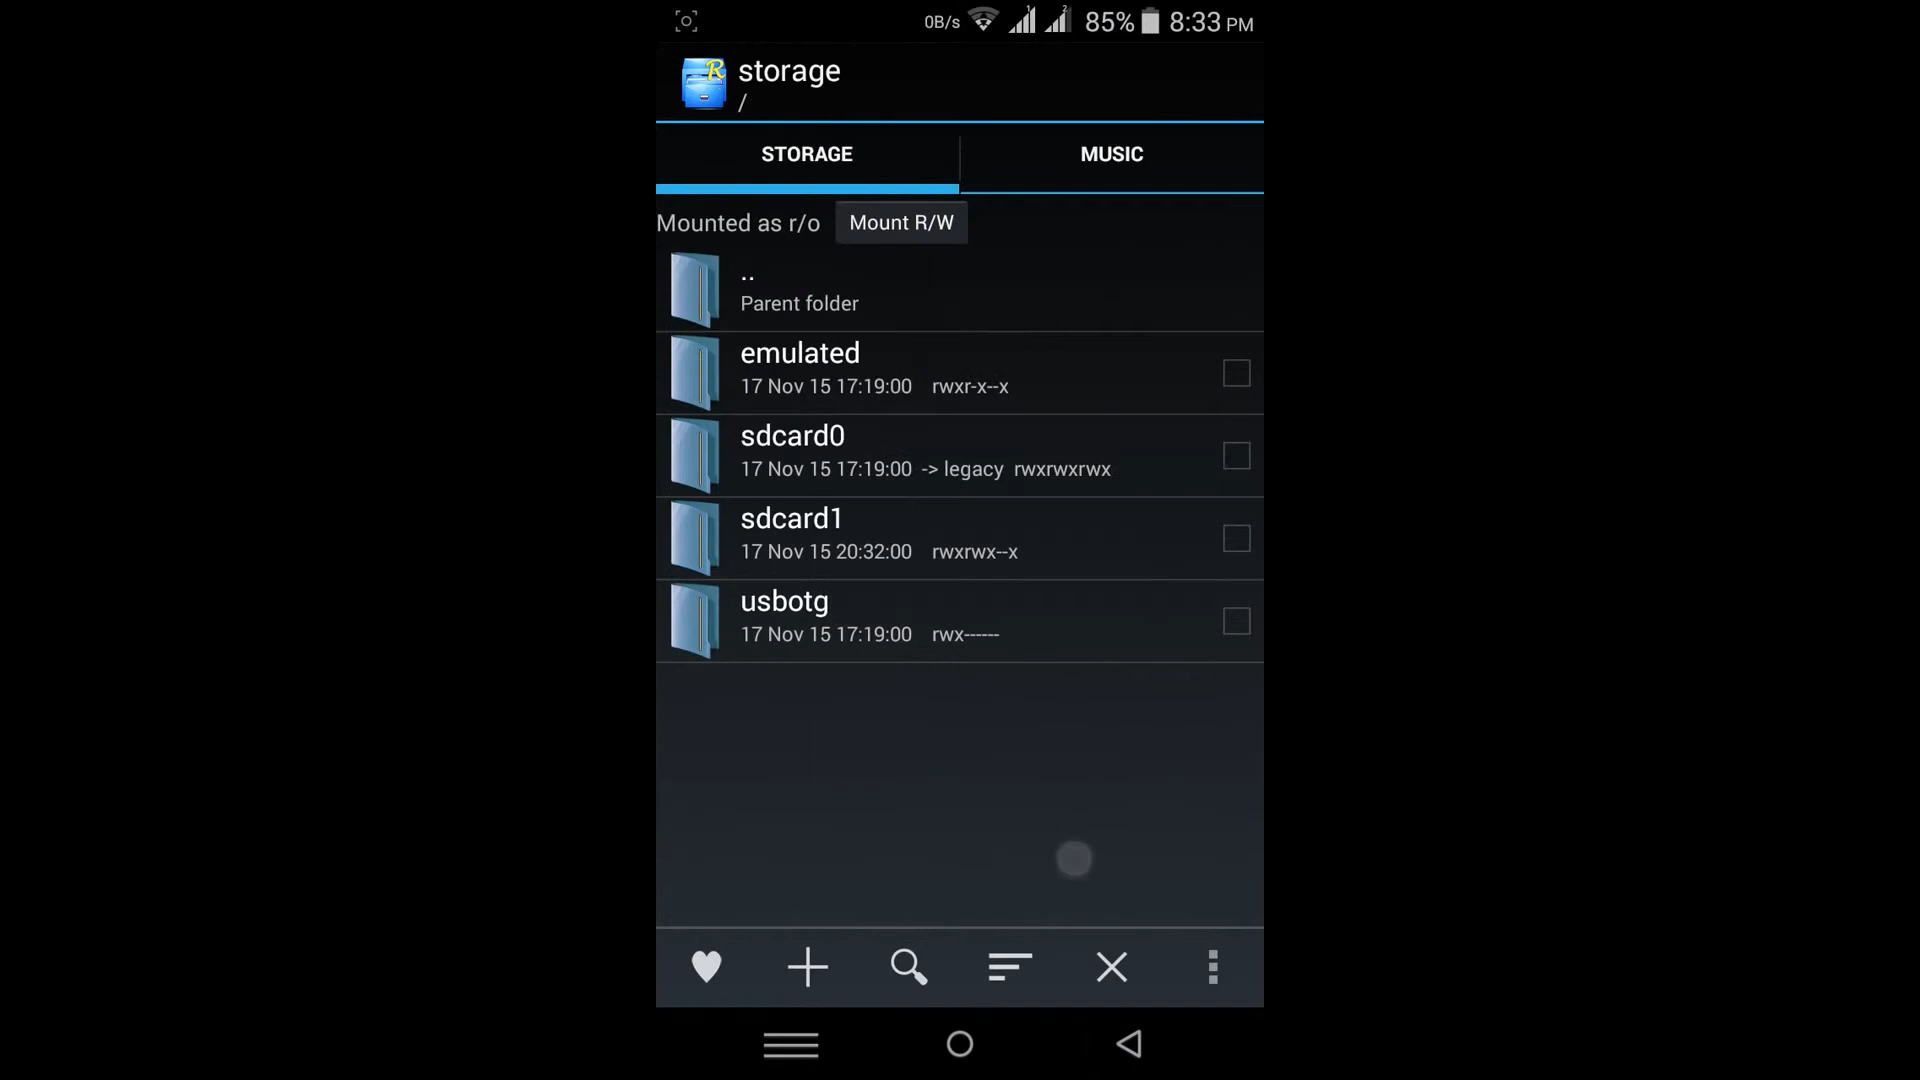 0B/s 1 2 85% 8:33 PM
R
storage
/
STORAGE MUSIC
Mounted as r/o Mount R/W
..
Parent folder
emulated
17 Nov 15 17:19:00 rwxr-x--x
sdcard0
17 Nov 15 17:19:00 -> legacy rwxrwxrwx
sdcard1
17 Nov 15 20:32:00 rwxrwx--x
usbotg
17 Nov 15 17:19:00 rwx------